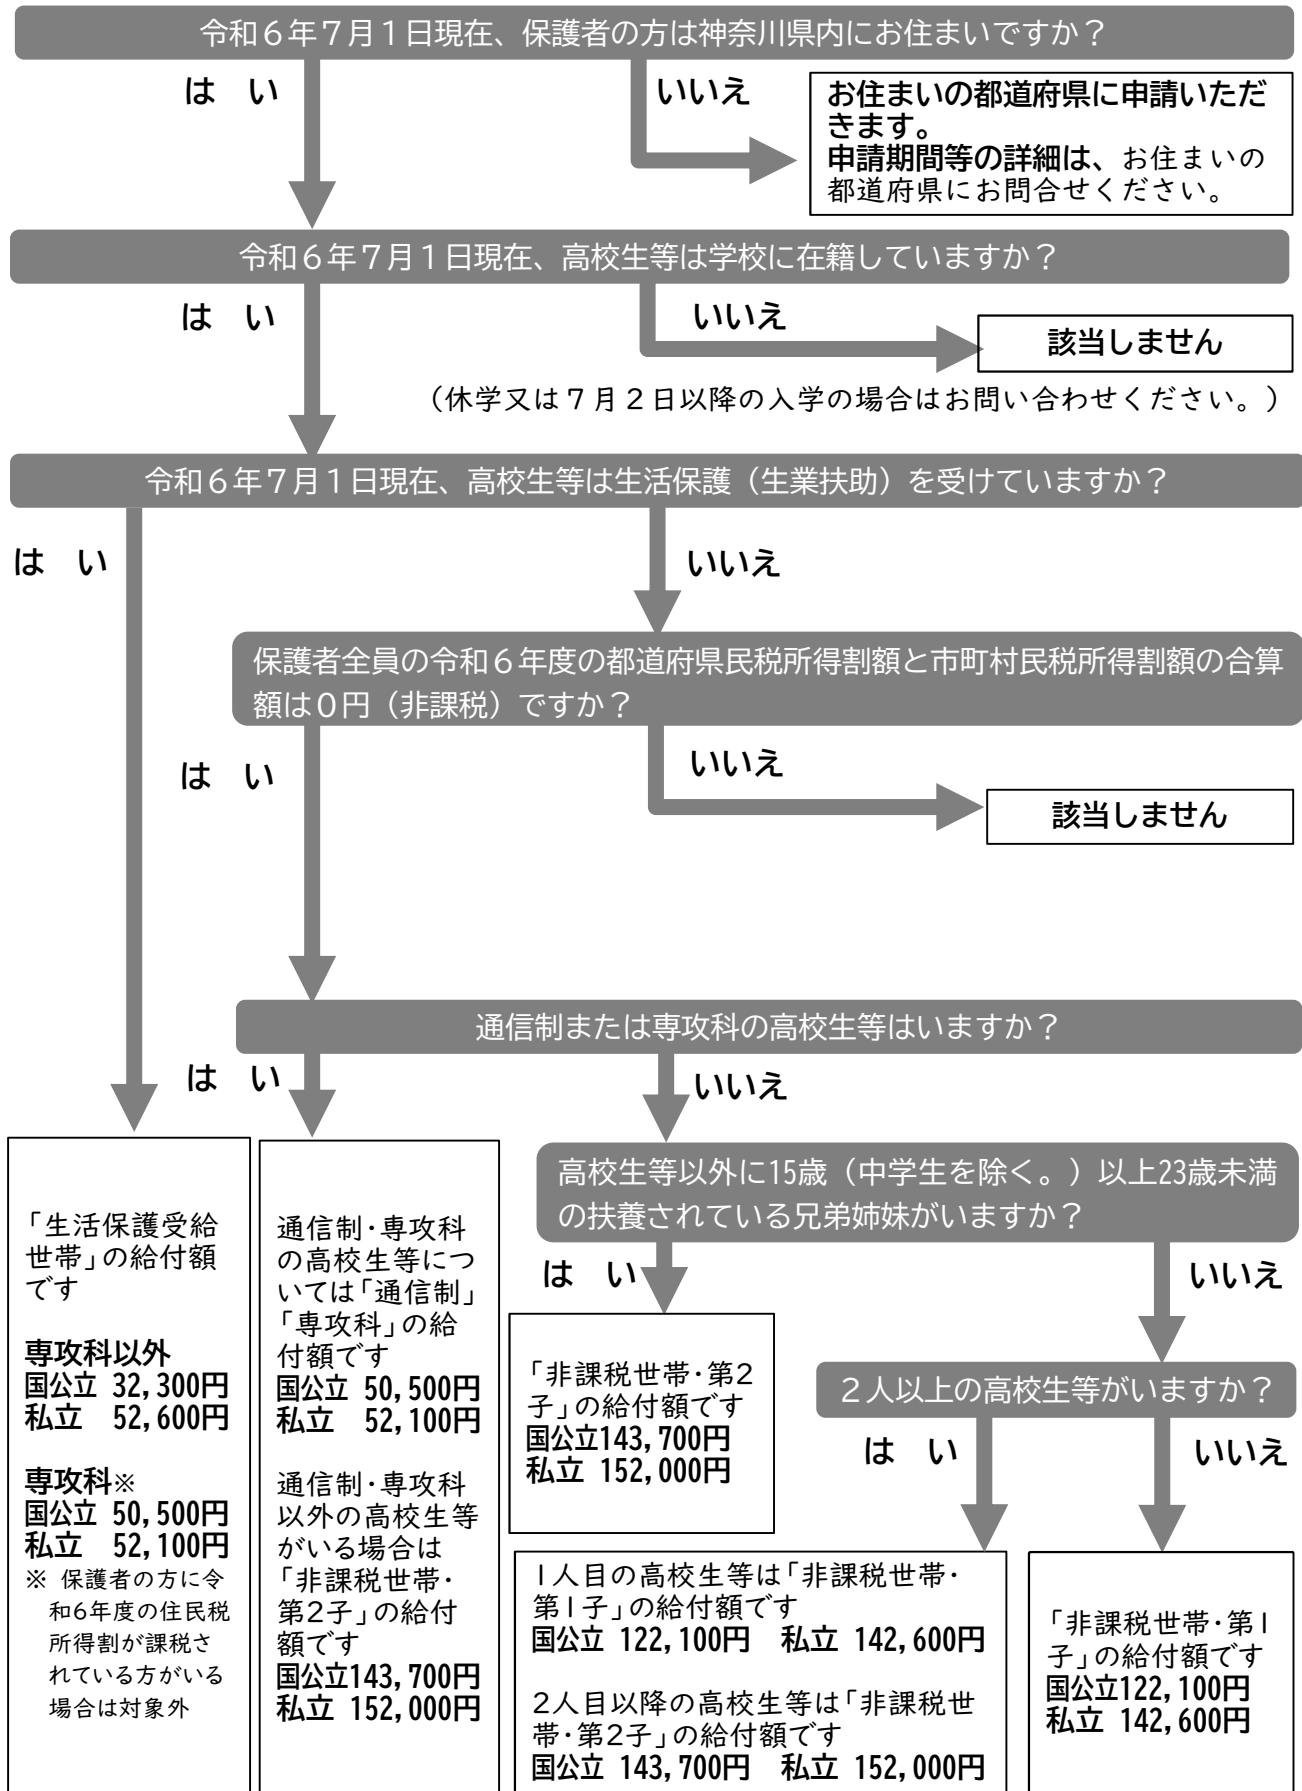 令和６年７月１日現在、保護者の方は神奈川県内にお住まいですか？
は　い
いいえ
お住まいの都道府県に申請いただ
きます。
申請期間等の詳細は、お住まいの
都道府県にお問合せください。
令和６年７月１日現在、高校生等は学校に在籍していますか？
は　い
いいえ
該当しません
（休学又は７月２日以降の入学の場合はお問い合わせください。）
令和６年７月１日現在、高校生等は生活保護（生業扶助）を受けていますか？
は　い
いいえ
保護者全員の令和６年度の都道府県民税所得割額と市町村民税所得割額の合算
額は０円（非課税）ですか？
は　い
いいえ
該当しません
通信制または専攻科の高校生等はいますか？
は　い
いいえ
「生活保護受給
世帯」の給付額
です
専攻科以外
国公立 32,300円
私立　52,600円
専攻科※
国公立 50,500円
私立　52,100円
※ 保護者の方に令
和6年度の住民税
所得割が課税さ
れている方がいる
場合は対象外
通信制・専攻科
の高校生等につ
いては「通信制」
「専攻科」の給
付額です
国公立 50,500円
私立　52,100円
通信制・専攻科
以外の高校生等
がいる場合は
「非課税世帯・
第2子」の給付
額です
国公立143,700円
私立 152,000円
高校生等以外に15歳（中学生を除く。）以上23歳未満
の扶養されている兄弟姉妹がいますか？
は　い
いいえ
「非課税世帯・第2
子」の給付額です
国公立143,700円
私立 152,000円
２人以上の高校生等がいますか？
は　い
いいえ
1人目の高校生等は「非課税世帯・
第1子」の給付額です
国公立 122,100円　私立 142,600円
2人目以降の高校生等は「非課税世
帯・第2子」の給付額です
国公立 143,700円　私立 152,000円
「非課税世帯・第1
子」の給付額です
国公立122,100円
私立 142,600円